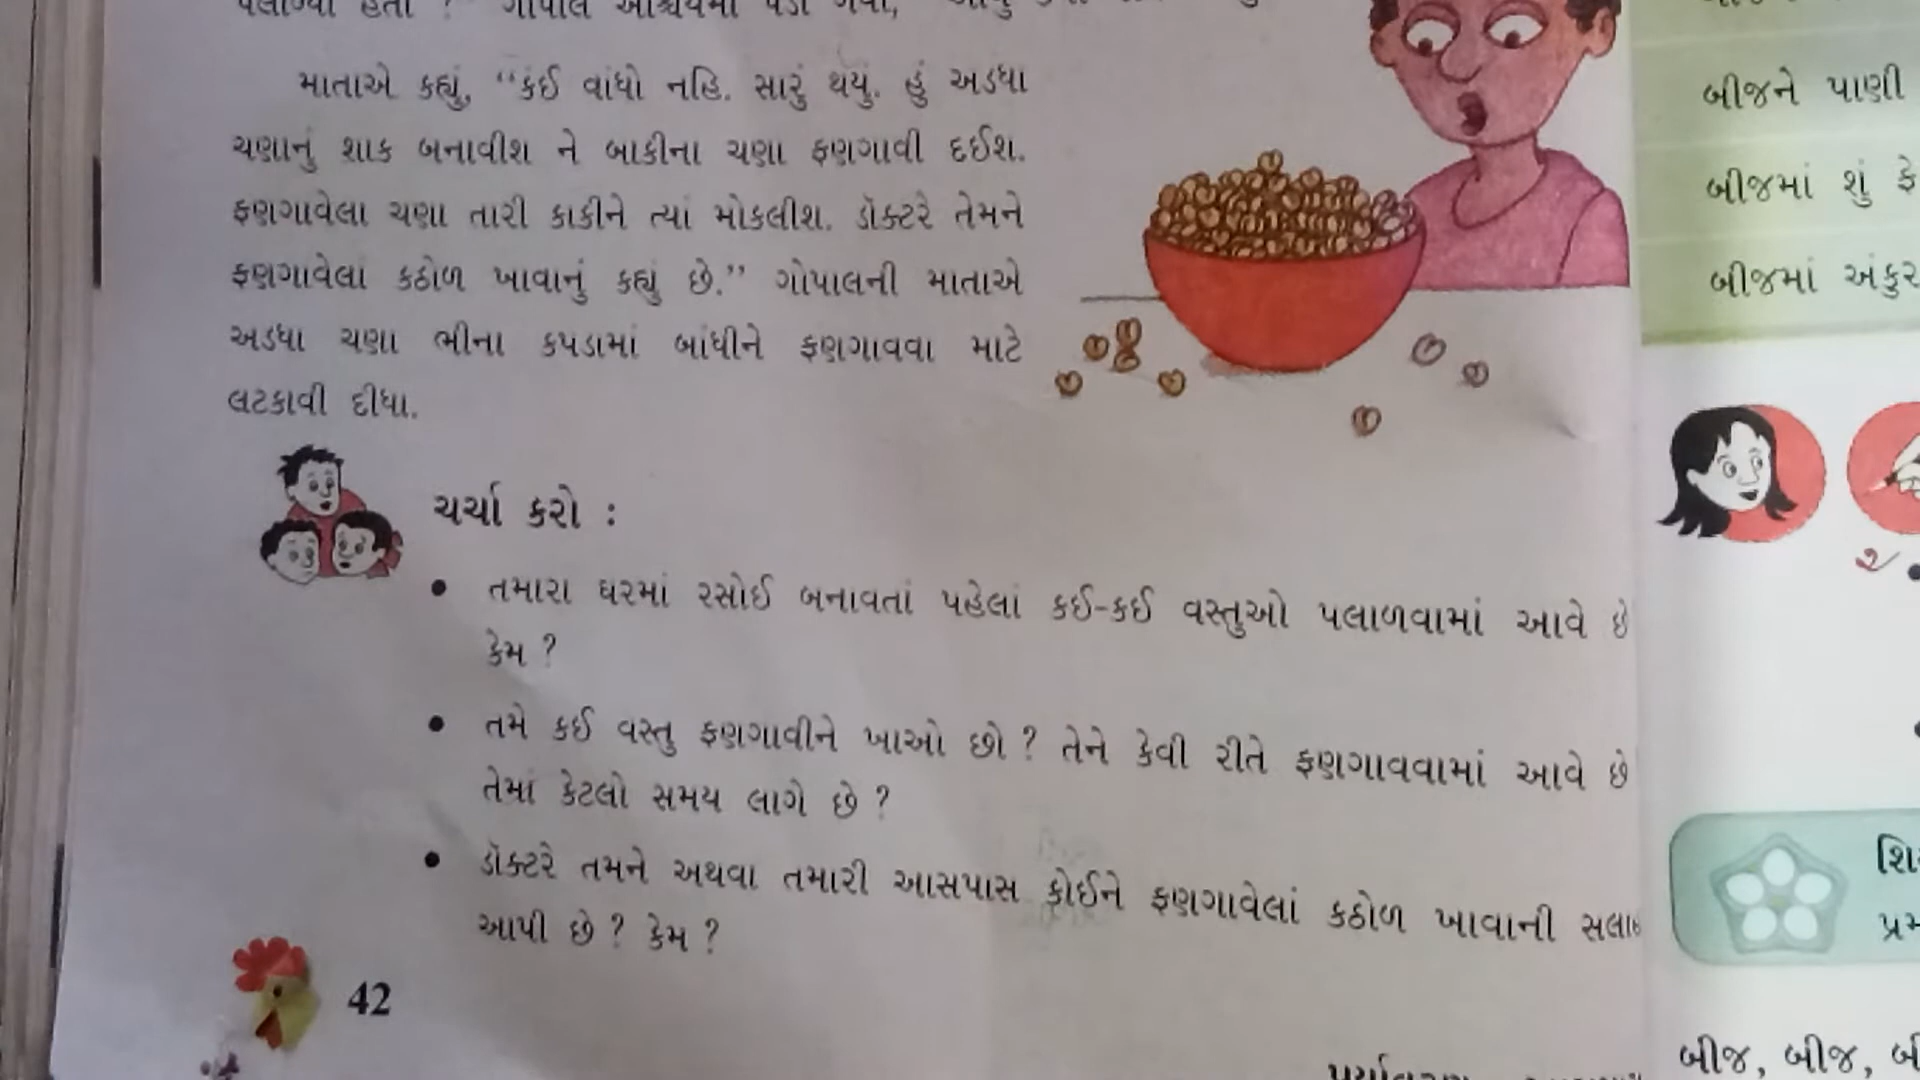 માતાએ કહ્યું, “કંઈ વાંધો નહિ. સારું થયું. હું અડધા
ચણાનું શાક બનાવીશ ને બાકીના ચણા ફણગાવી દઈશ.
ફણગાવેલા ચણા તારી કાકીને ત્યાં મોકલીશ. ડૉક્ટરે તેમને
ફણગાવેલાં કઠોળ ખાવાનું કહ્યું છે.” ગોપાલની માતાએ
અડધા ચણા ભીના કપડામાં બાંધીને ફણગાવવા માટે
લટકાવી દીધા.
ચર્ચા કરો :
• તમારા ઘરમાં રસોઈ બનાવતાં પહેલાં કઈ-કઈ વસ્તુઓ પલાળવામાં આવે છે
કેમ ?
• તમે કઈ વસ્તુ ફણગાવીને ખાઓ છો ? તેને કેવી રીતે ફણગાવવામાં આવે છે
તેમાં કેટલો સમય લાગે છે ?
• ડૉક્ટરે તમને અથવા તમારી આસપાસ કોઈને ફણગાવેલાં કઠોળ ખાવાની
આપી છે ? કેમ ?
42
બીજને પાણી
બીજમાં શું
બીજમાં
બીજ, બીજ,